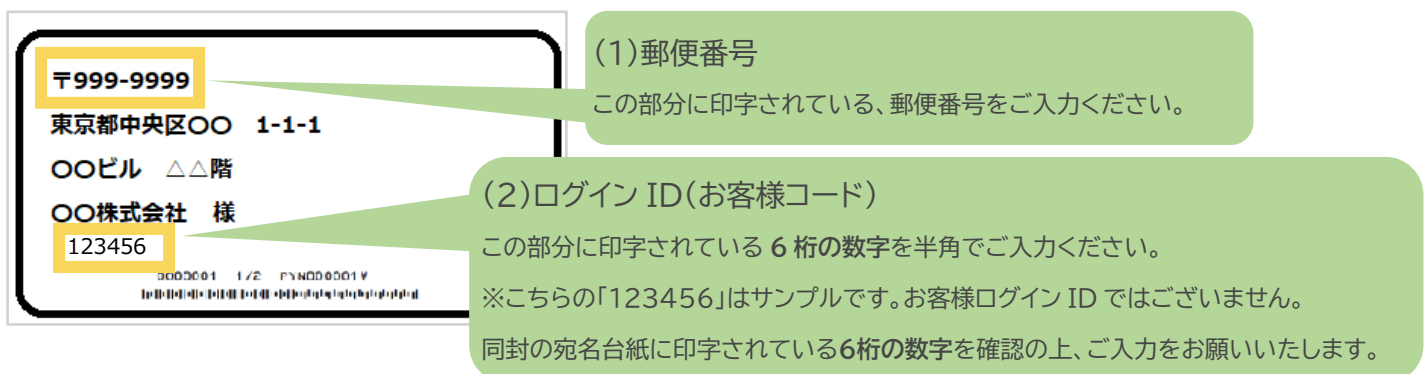 〒999-9999
東京都中央区〇〇　1-1-1
〇〇ビル　△△階
〇〇株式会社　様
123456
(1)郵便番号
この部分に印字されている、郵便番号をご入力ください。
(2)ログイン ID(お客様コード)
この部分に印字されている 6 桁の数字を半角でご入力ください。
※こちらの「123456」はサンプルです。お客様ログイン ID ではございません。
同封の宛名台紙に印字されている6桁の数字を確認の上、ご入力をお願いいたします。